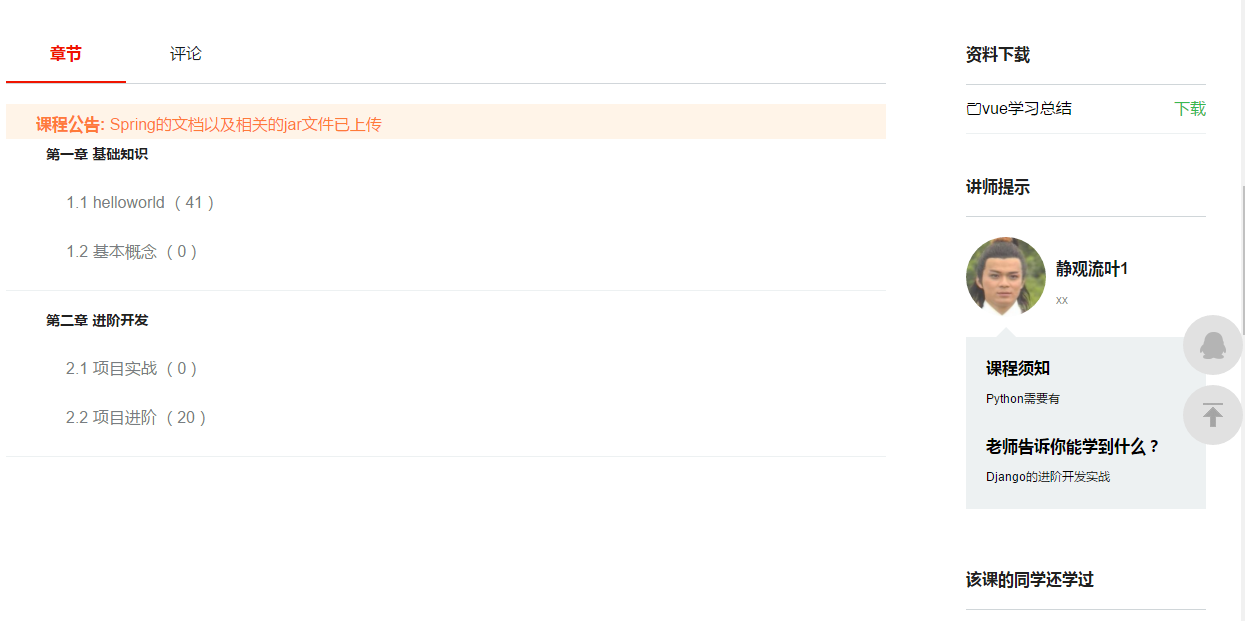 章节
评论
课程公告: Spring的文档以及相关的jar文件已上传
第一章 基础知识
1.1 helloworld （ 41 ）
1.2 基本概念 （ 0 ）
第二章 进阶开发
2.1 项目实战 （ 0 ）
2.2 项目进阶 （ 20 ）
资料下载
vue学习总结
下载
讲师提示
静观流叶1
xx
课程须知
Python需要有
老师告诉你能学到什么？
Django的进阶开发实战
该课的同学还学过